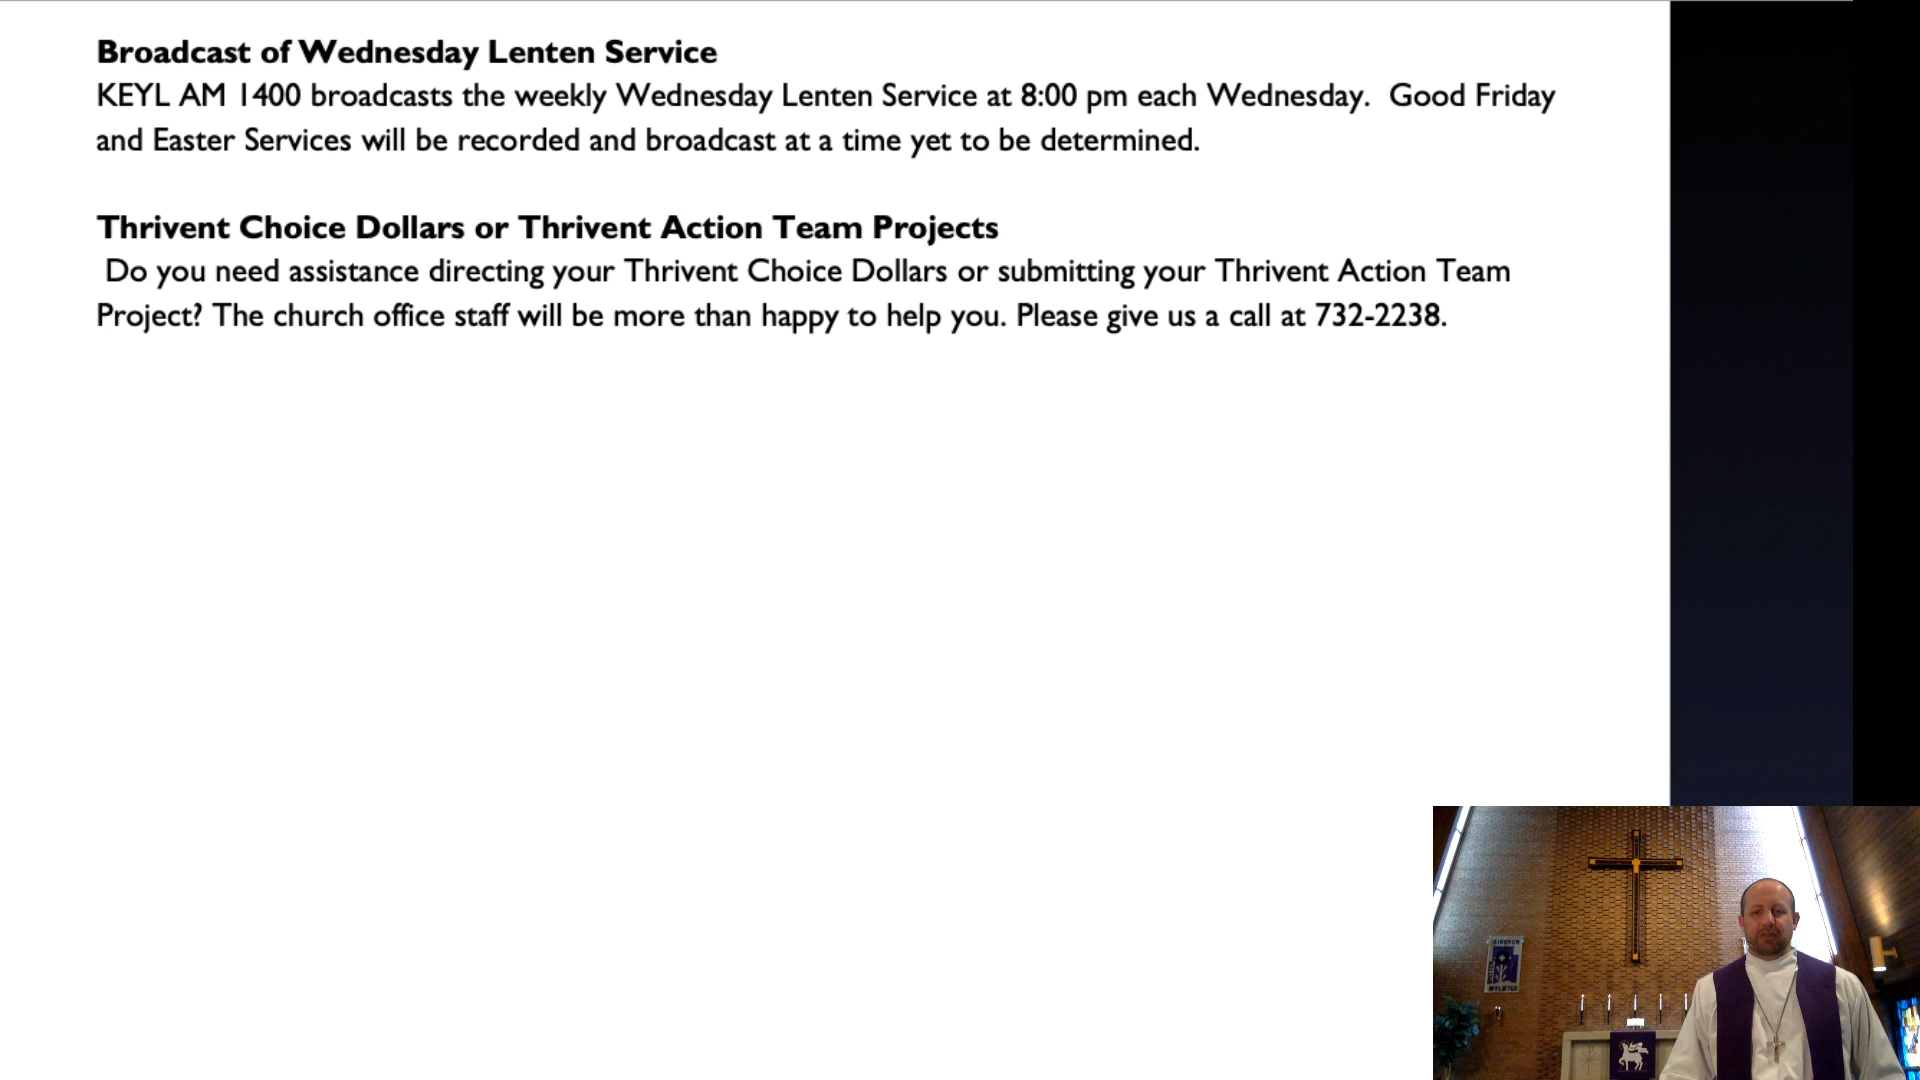 Broadcast of Wednesday Lenten Service
KEYL AM 1400 broadcasts the weekly Wednesday Lenten Service at 8:00 pm each Wednesday.  Good Friday
and Easter Services will be recorded and broadcast at a time yet to be determined.
Thrivent Choice Dollars or Thrivent Action Team Projects
Do you need assistance directing your Thrivent Choice Dollars or submitting your Thrivent Action Team
Project? The church office staff will be more than happy to help you. Please give us a call at 732-2238.
AFFLICTED